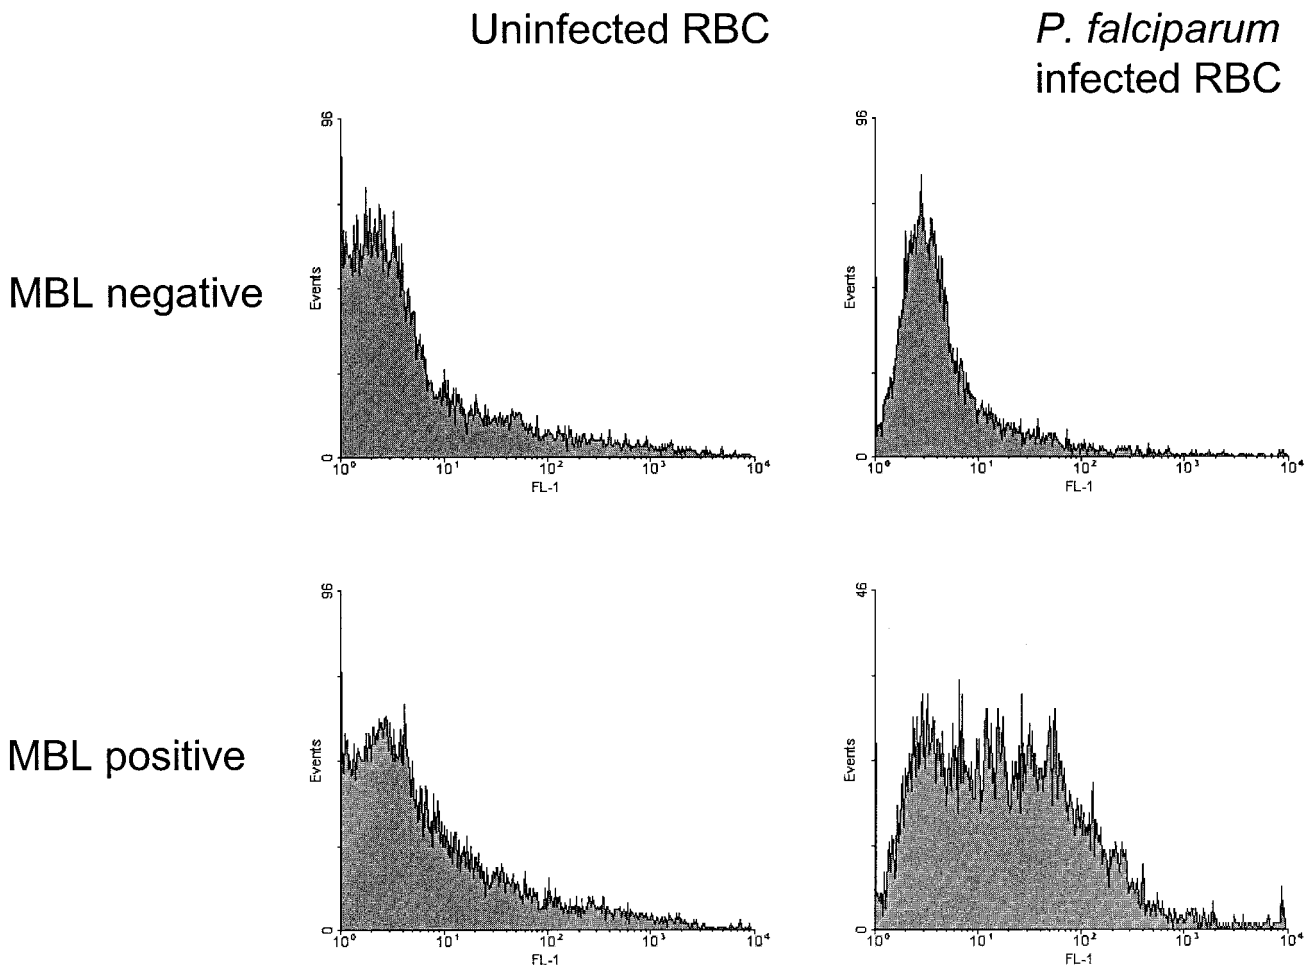 Uninfected RBC
P. falciparum
infected RBC
MBL negative
96
Events
0
10⁰ 10¹ 10² 10³ 10⁴
FL-1
96
Events
0
10⁰ 10¹ 10² 10³ 10⁴
FL-1
MBL positive
96
Events
0
10⁰ 10¹ 10² 10³ 10⁴
FL-1
46
Events
0
10⁰ 10¹ 10² 10³ 10⁴
FL-1